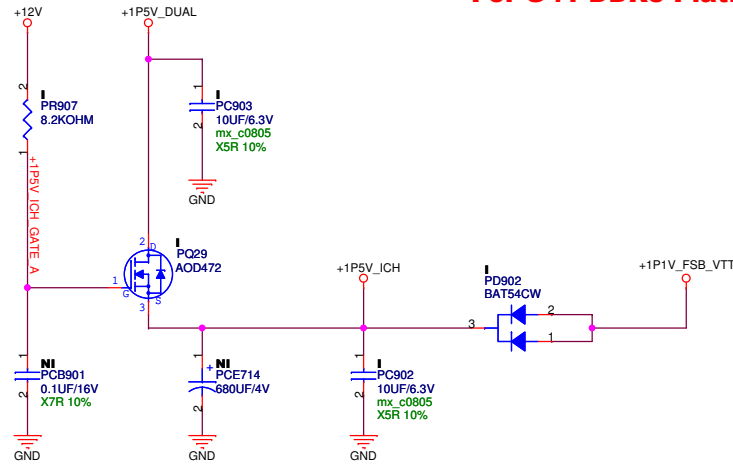 +12V
+1P5V_DUAL
2
I
PR907
8.2KOHM
1
+1P5V_ICH_GATE_A
1
I
PC903
10UF/6.3V
mx_c0805
X5R 10%
2
GND
2
D
I
PQ29
AOD472
1
G
S
3
+1P5V_ICH
+1P1V_FSB_VTT
I
PD902
BAT54CW
3
2
1
1
NI
PCB901
0.1UF/16V
X7R 10%
2
GND
1
+
NI
PCE714
680UF/4V
2
GND
1
I
PC902
10UF/6.3V
mx_c0805
X5R 10%
2
GND